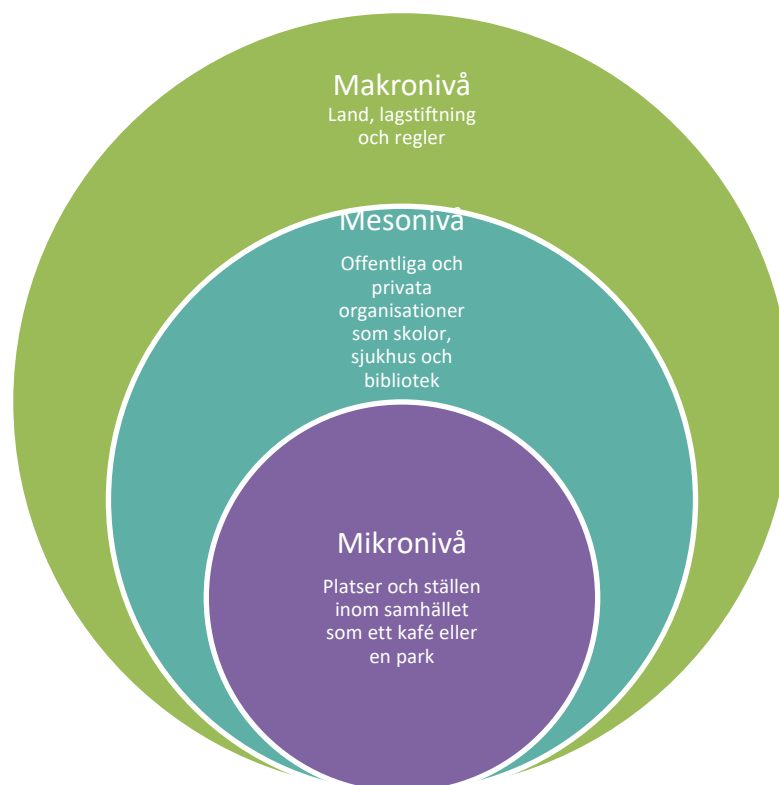 Makronivå
Land, lagstiftning
och regler
Mesonivå
Offentliga och
privata
organisationer
som skolor,
sjukhus och
bibliotek
Mikronivå
Platser och ställen
inom samhället
som ett kafé eller
en park